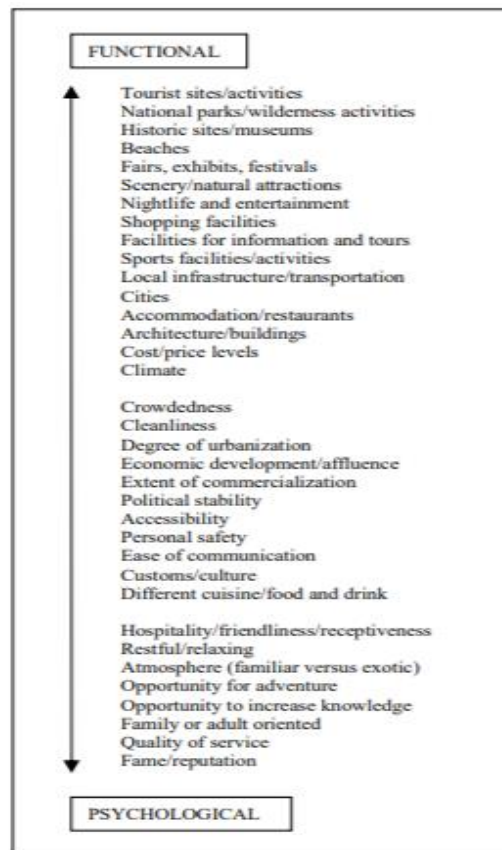 FUNCTIONAL
Tourist sites/activities
National parks/wilderness activities
Historic sites/museums
Beaches
Fairs, exhibits, festivals
Scenery/natural attractions
Nightlife and entertainment
Shopping facilities
Facilities for information and tours
Sports facilities/activities
Local infrastructure/transportation
Cities
Accommodation/restaurants
Architecture/buildings
Cost/price levels
Climate
Crowdedness
Cleanliness
Degree of urbanization
Economic development/affluence
Extent of commercialization
Political stability
Accessibility
Personal safety
Ease of communication
Customs/culture
Different cuisine/food and drink
Hospitality/friendliness/receptiveness
Restful/relaxing
Atmosphere (familiar versus exotic)
Opportunity for adventure
Opportunity to increase knowledge
Family or adult oriented
Quality of service
Fame/reputation
PSYCHOLOGICAL